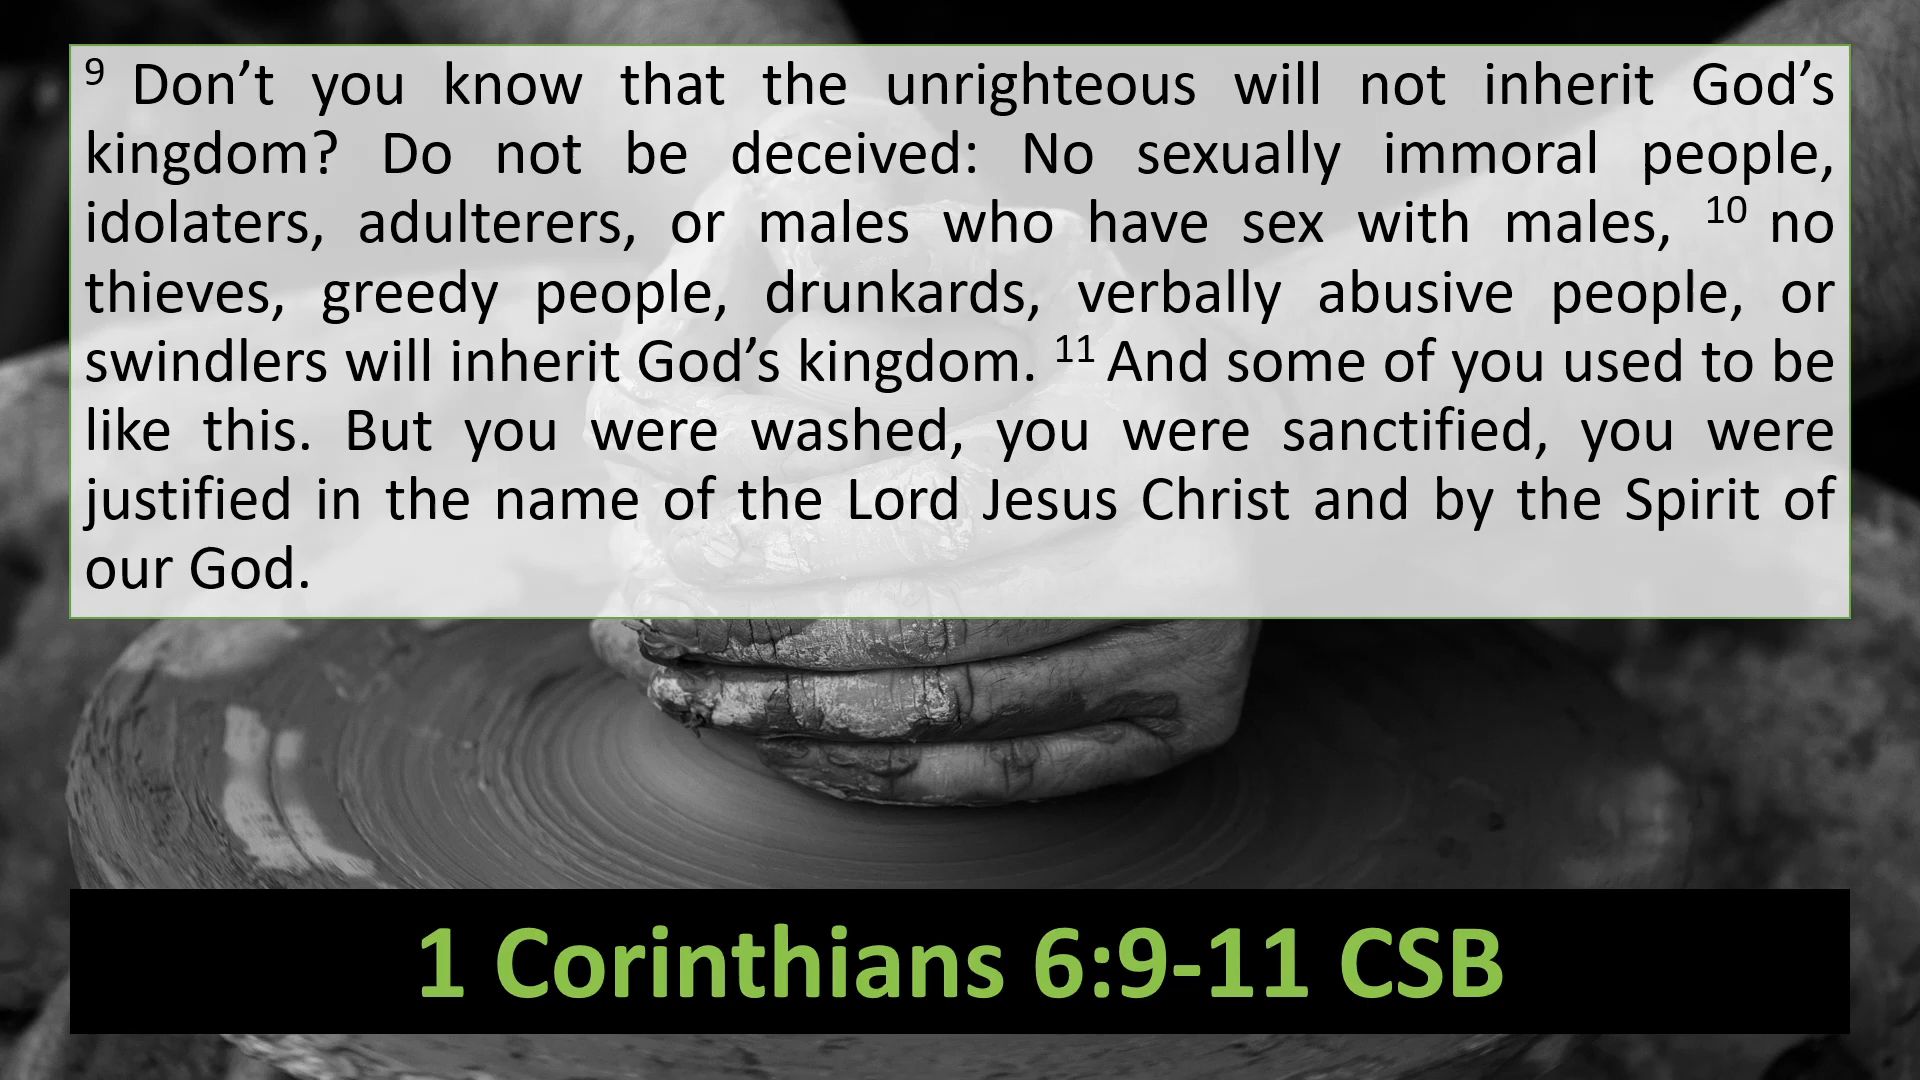 ⁹ Don’t you know that the unrighteous will not inherit God’s
kingdom? Do not be deceived: No sexually immoral people,
idolaters, adulterers, or males who have sex with males, ¹⁰ no
thieves, greedy people, drunkards, verbally abusive people, or
swindlers will inherit God’s kingdom. ¹¹ And some of you used to be
like this. But you were washed, you were sanctified, you were
justified in the name of the Lord Jesus Christ and by the Spirit of
our God.
1 Corinthians 6:9-11 CSB